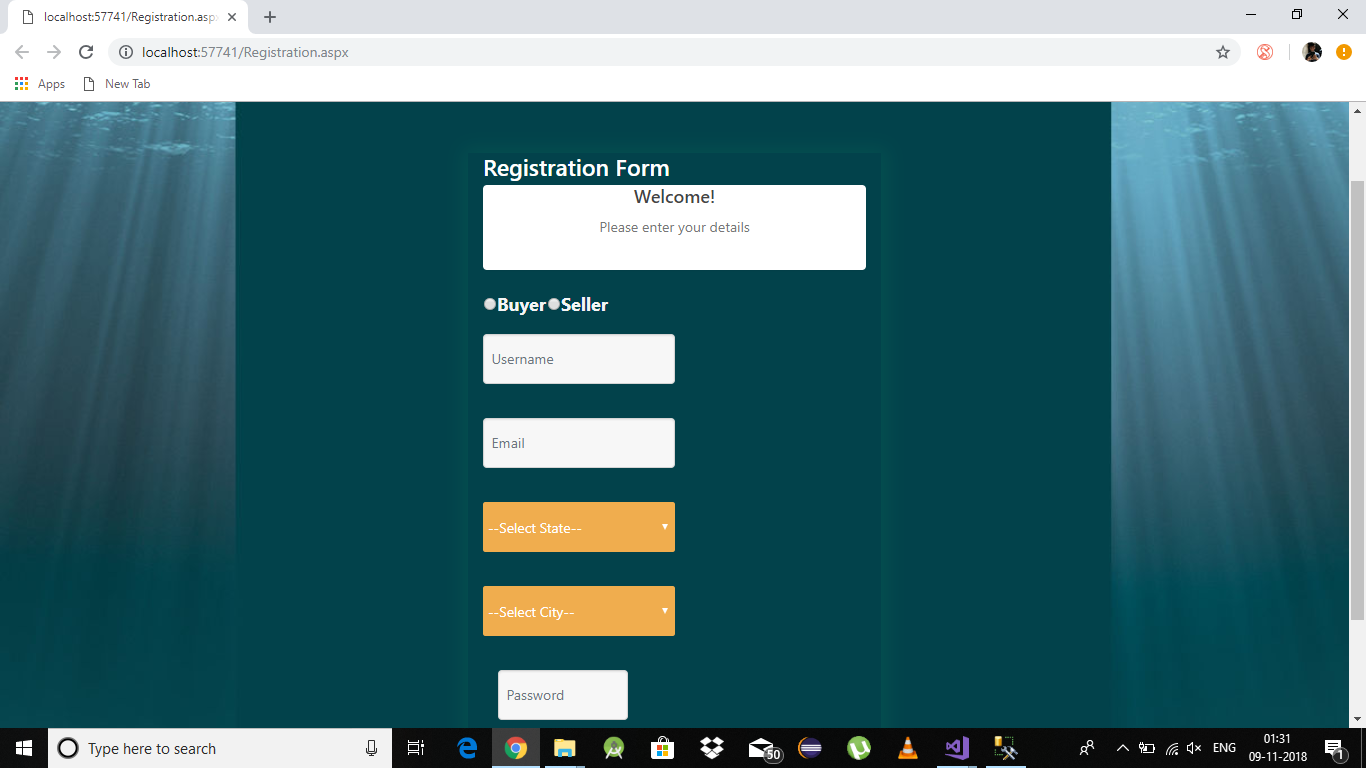 localhost:57741/Registration.asp
localhost:57741/Registration.aspx
Apps
New Tab
Registration Form
Welcome!
Please enter your details
Buyer Seller
Username
Email
--Select State--
--Select City--
Password
Type here to search
50
ENG
01:31
09-11-2018
1